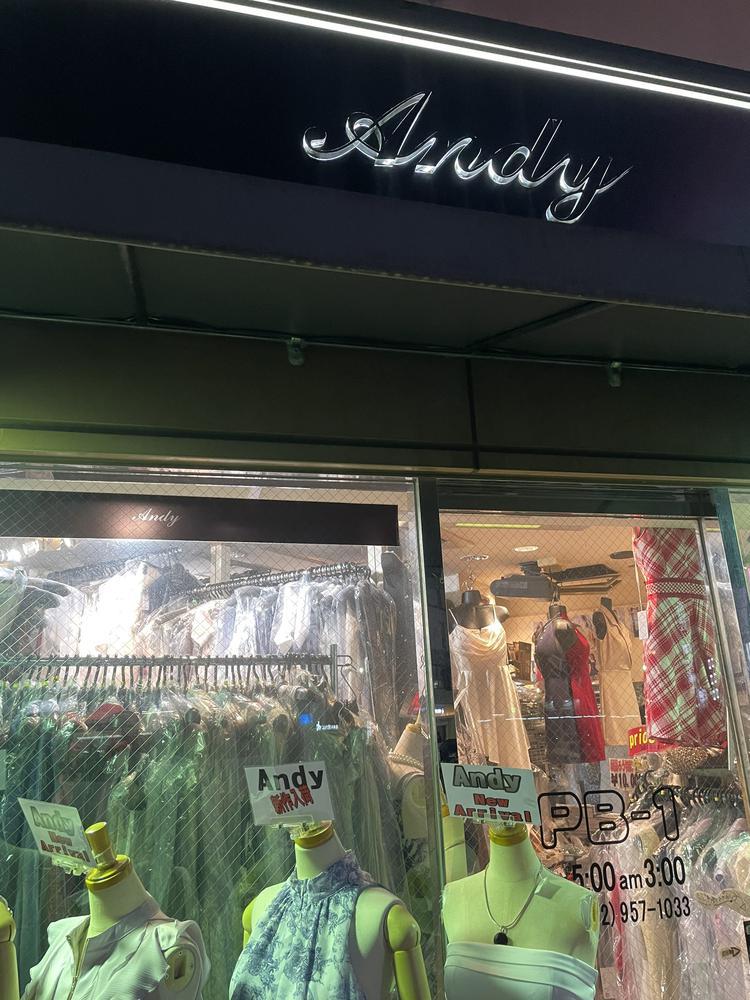 Andy
Andy
Andy
New
Arrival
Andy
新作入荷
Andy
New
Arrival
PB-1
5:00 am 3:00
2) 957-1033